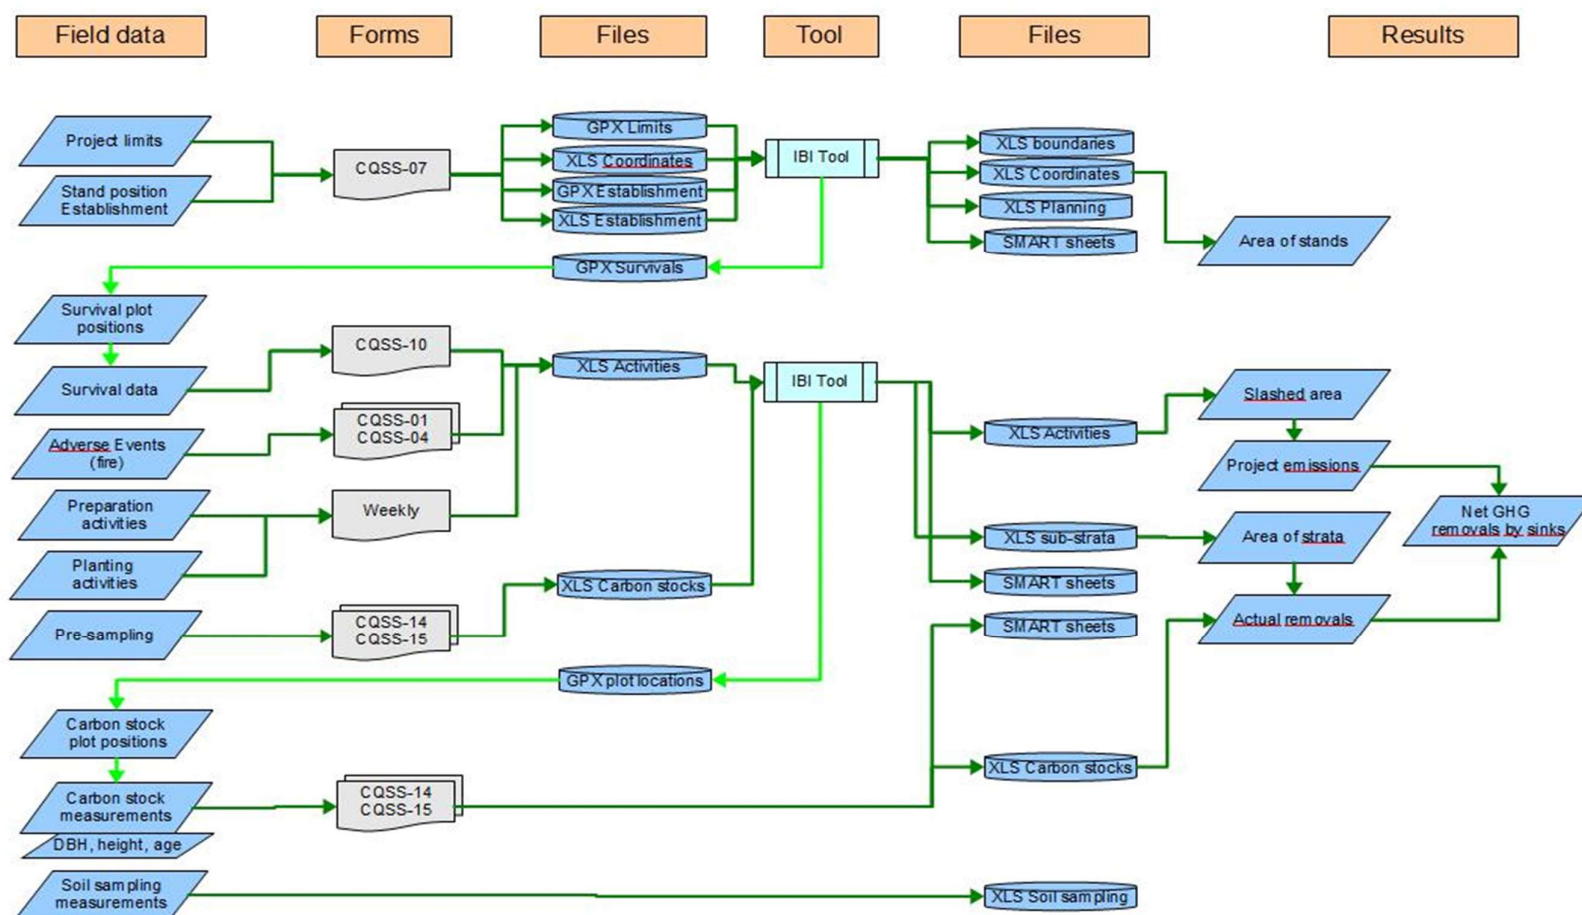 Field data
Forms
Files
Tool
Files
Results
Project limits
Stand position
Establishment
CQSS-07
GPX Limits
XLS Coordinates
GPX Establishment
XLS Establishment
IBI Tool
XLS boundaries
XLS Coordinates
XLS Planning
SMART sheets
Area of stands
GPX Survivals
Survival plot
positions
Survival data
CQSS-10
XLS Activities
IBI Tool
Adverse Events
(fire)
CQSS-01
CQSS-04
Preparation
activities
Weekly
Planting
activities
Pre-sampling
CQSS-14
CQSS-15
XLS Carbon stocks
XLS Activities
Slashed area
Project emissions
XLS sub-strata
Area of strata
Net GHG
removals by sinks
SMART sheets
SMART sheets
Actual removals
GPX plot locations
Carbon stock
plot positions
XLS Carbon stocks
Carbon stock
measurements
CQSS-14
CQSS-15
DBH, height, age
Soil sampling
measurements
XLS Soil sampling